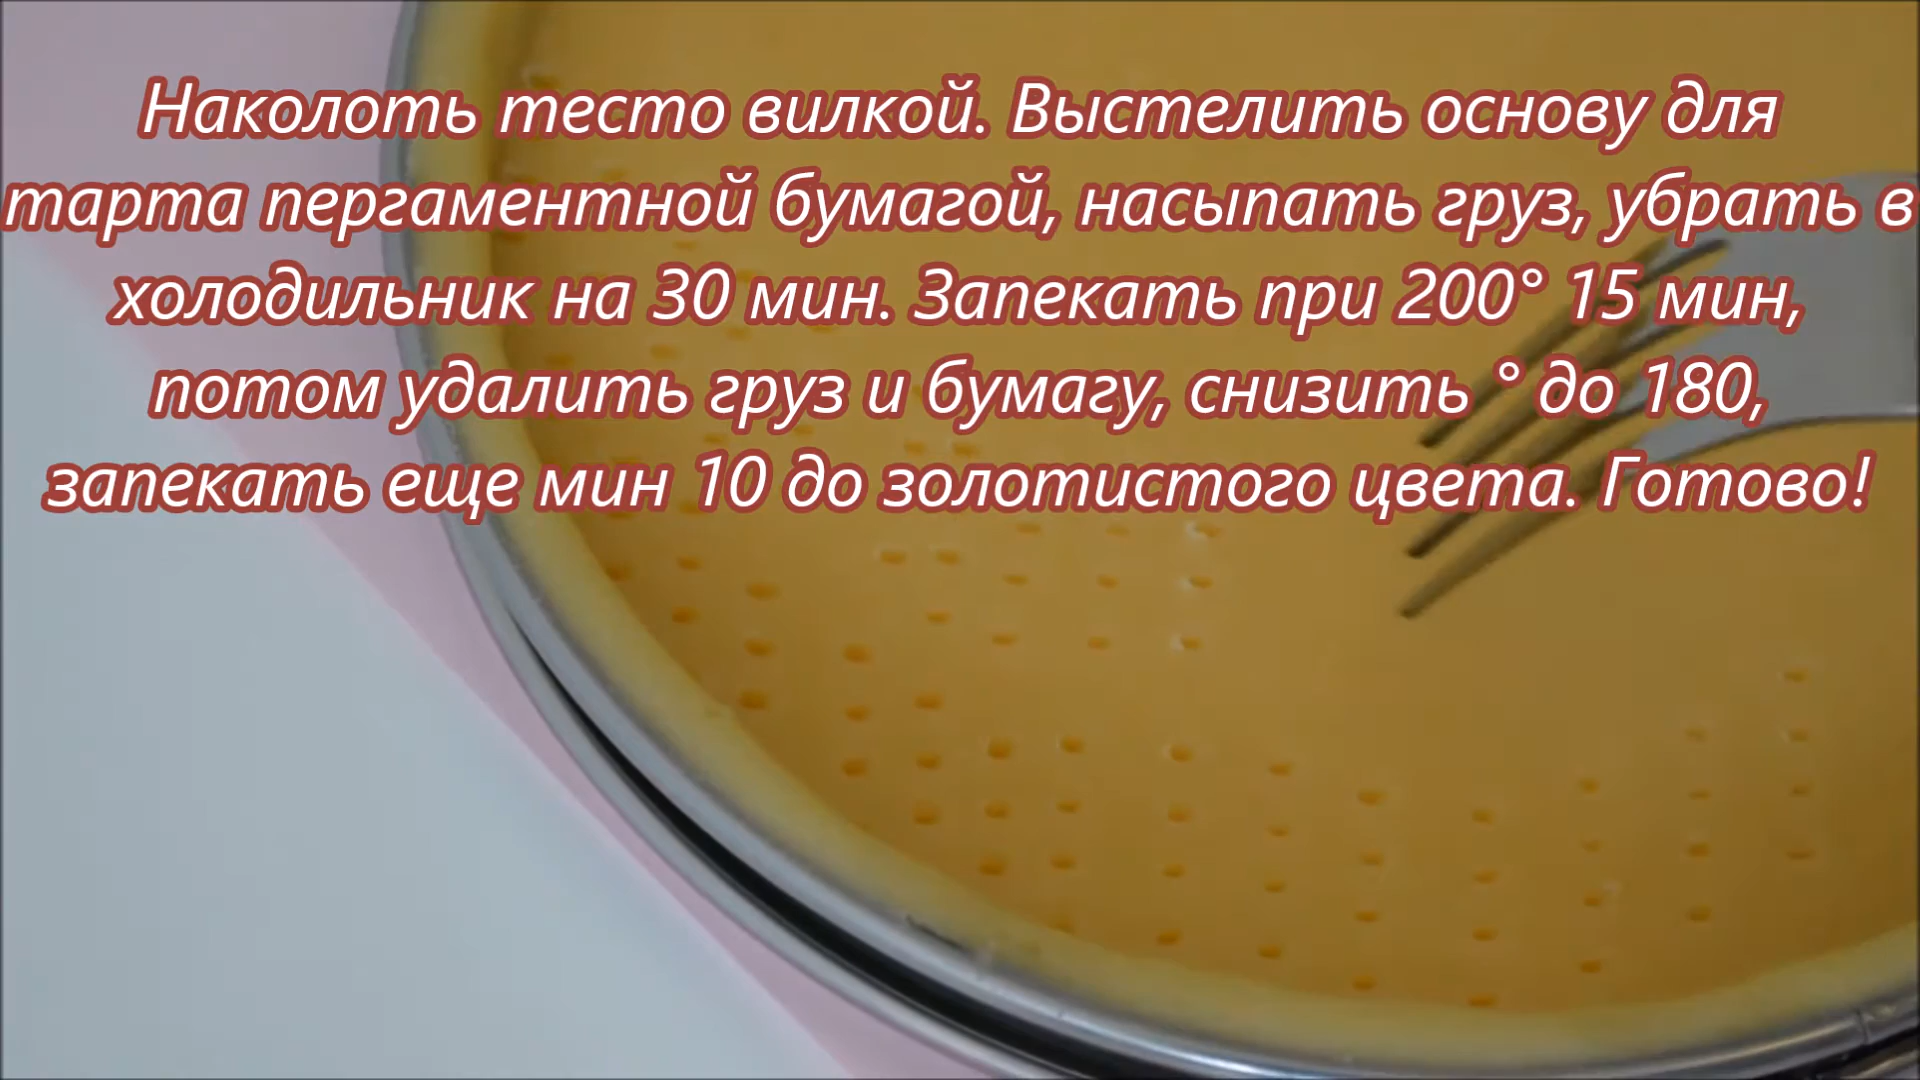 Наколоть тесто вилкой. Выстелить основу для
тарта пергаментной бумагой, насыпать груз, убрать в
холодильник на 30 мин. Запекать при 200° 15 мин,
потом удалить груз и бумагу, снизить ° до 180,
запекать еще мин 10 до золотистого цвета. Готово!